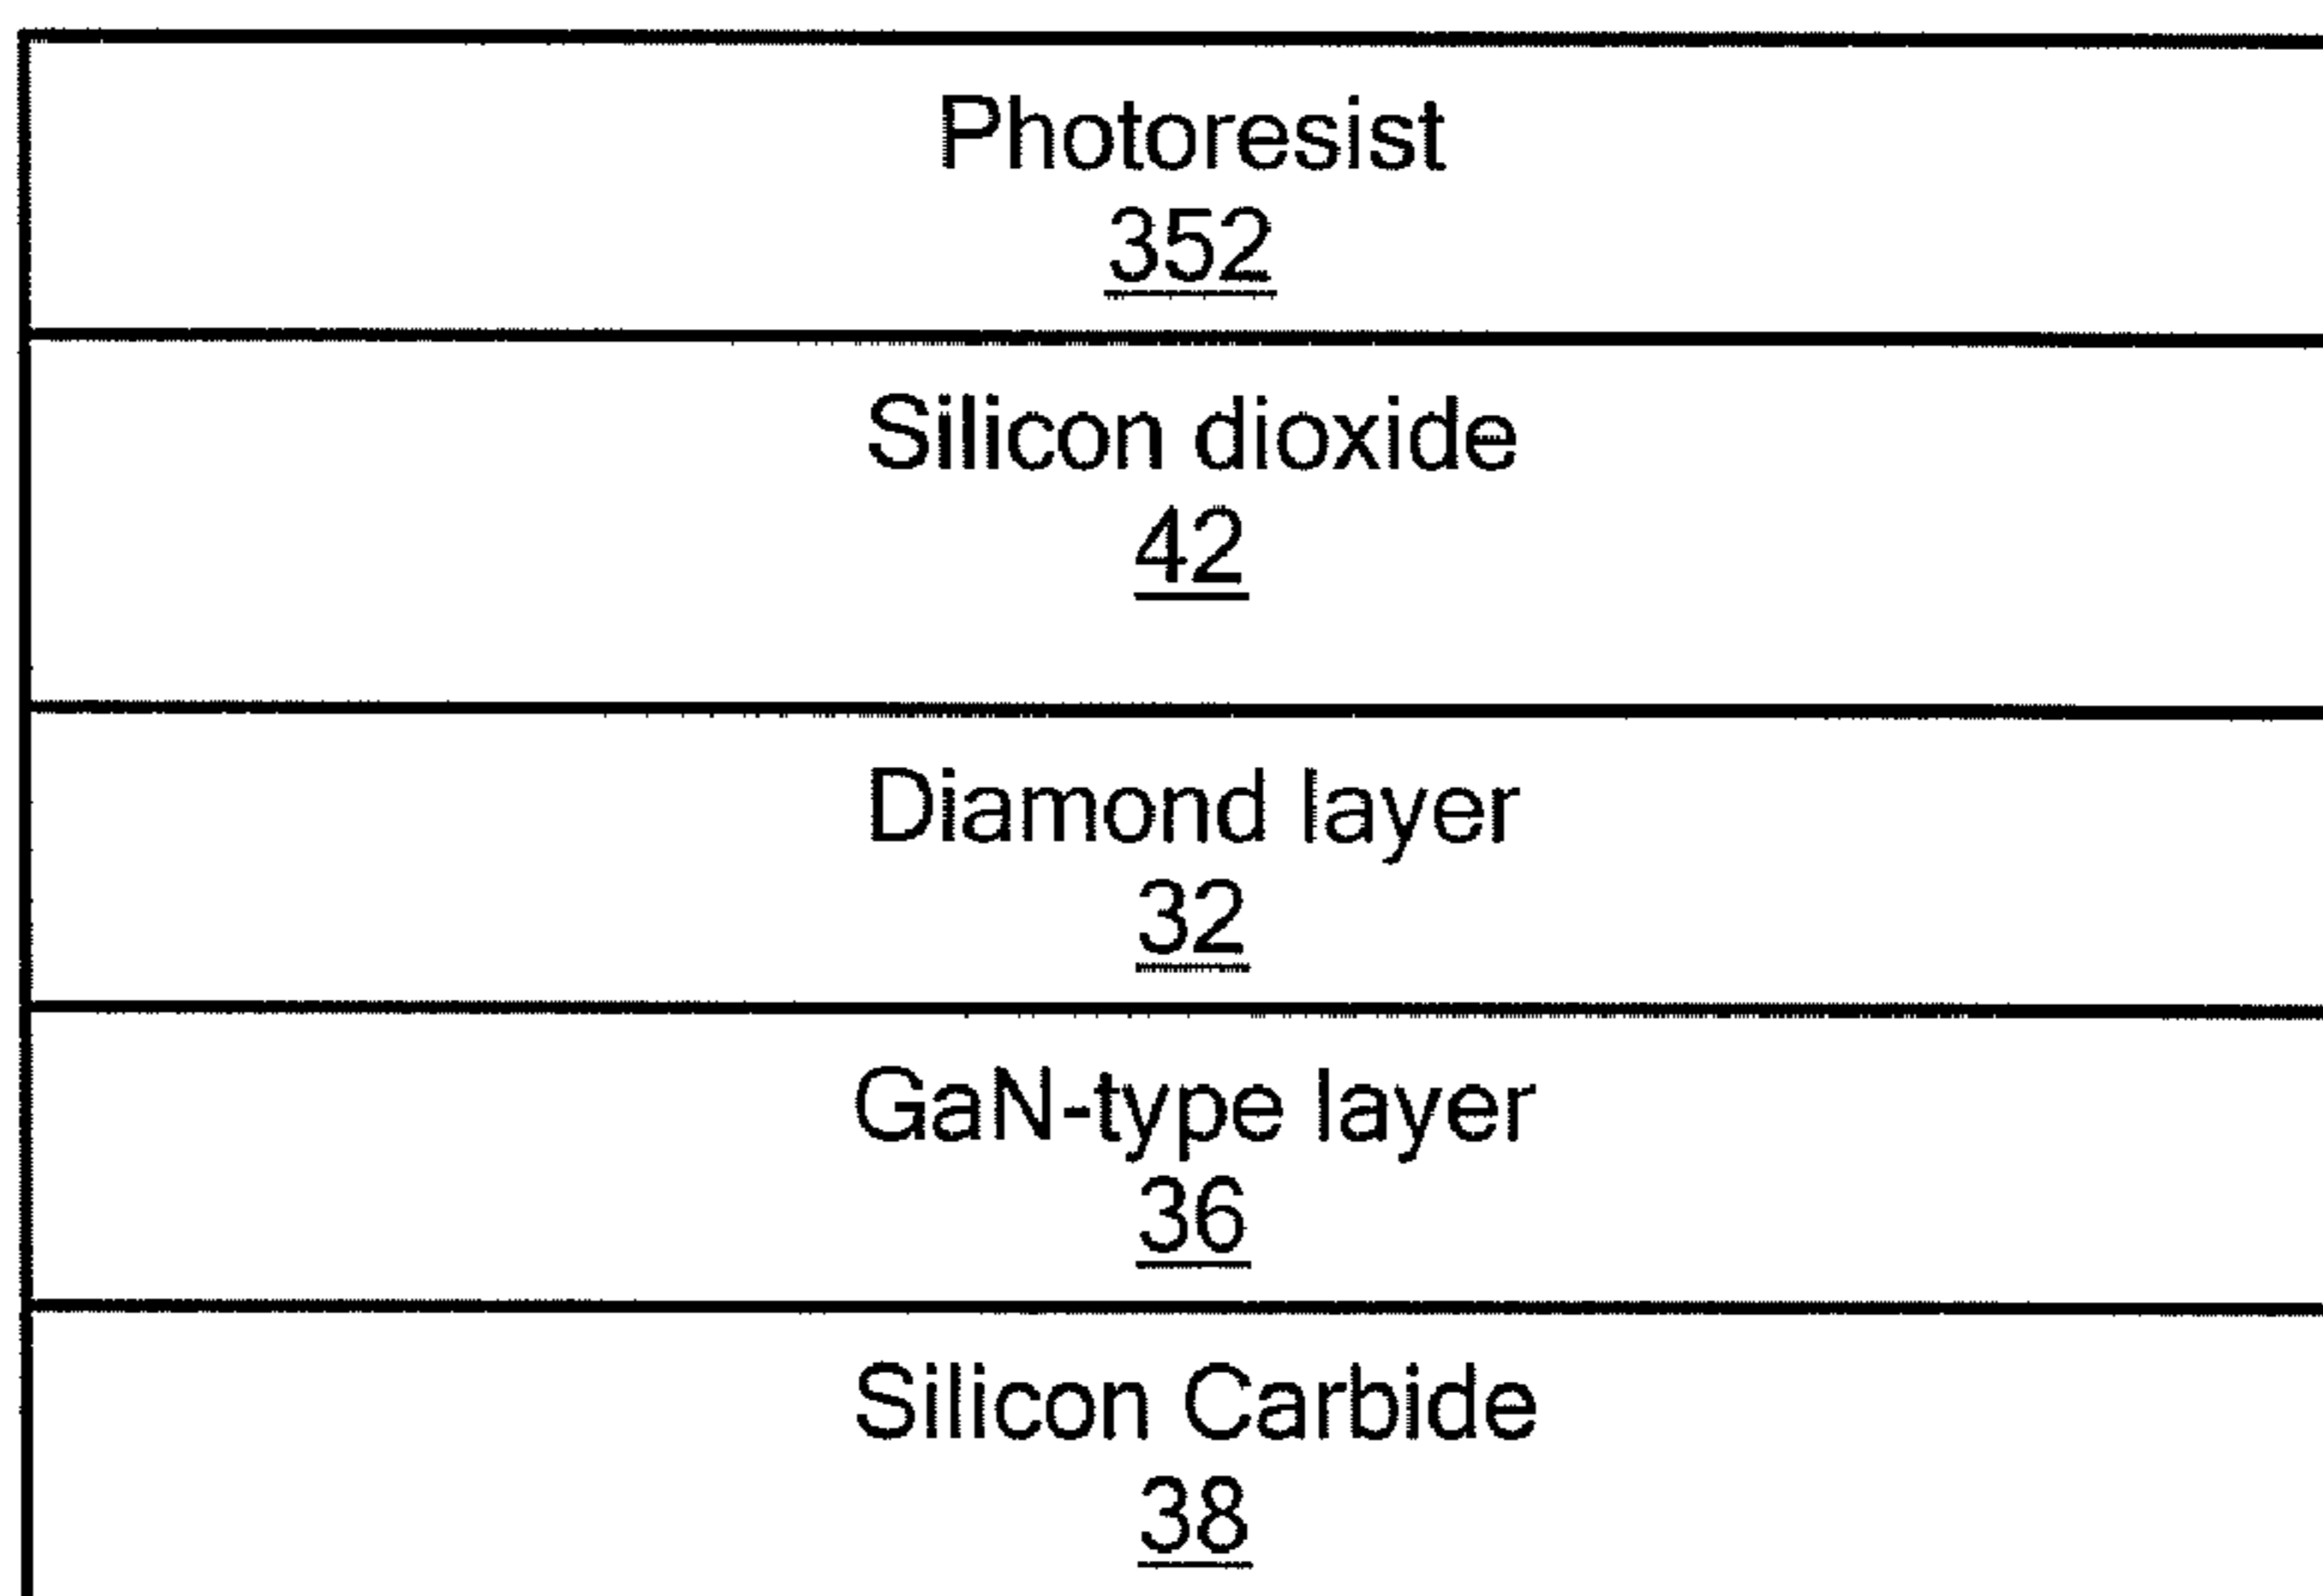 Photoresist
352
Silicon dioxide
42
Diamond layer
32
GaN-type layer
36
Silicon Carbide
38